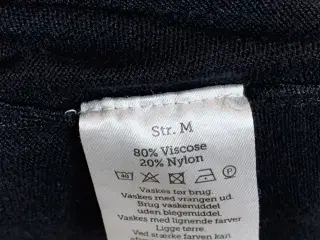 Str. M
80% Viscose
20% Nylon
Vaskes før brug.
Vaskes med vrangen ud.
Brug vaskemiddel
uden blegemiddel.
Vaskes med lignende farver
Ligge tørre.
Ved stærke farver kan